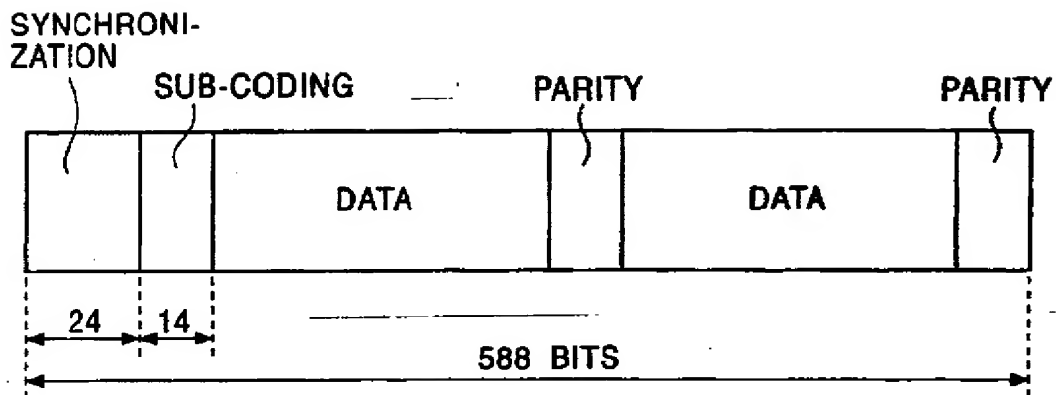 SYNCHRONI-
ZATION
SUB-CODING
PARITY
PARITY
DATA
DATA
24
14
588 BITS